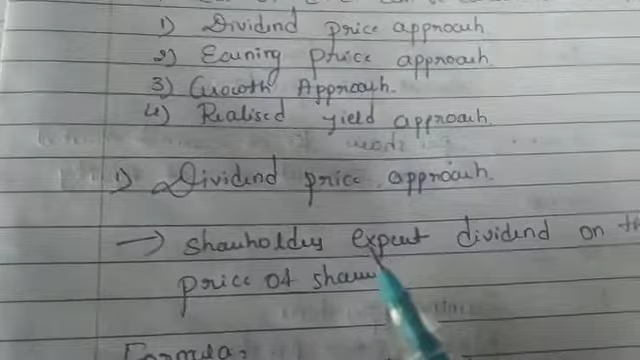 1) Dividend price approach
2) Earning price approach
3) Growth Approach.
4) Realised yield approach.
1) Dividend price approach.
→ shareholders expect dividend on
price of share
Formula: